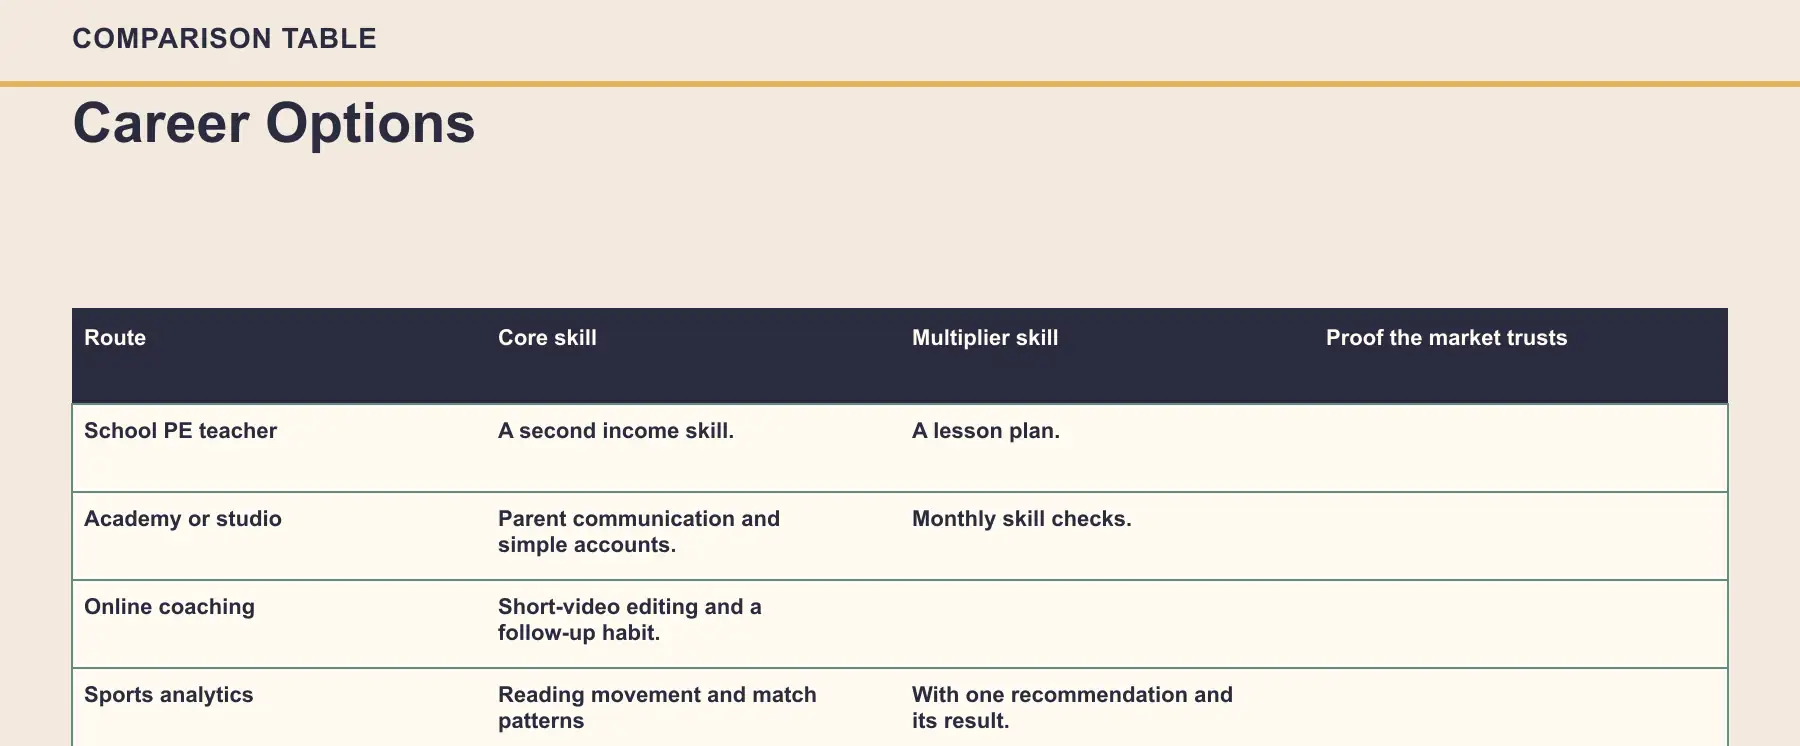 COMPARISON TABLE
Career Options
Route Core skill Multiplier skill Proof the market trusts
School PE teacher A second income skill. A lesson plan.
Academy or studio Parent communication and Monthly skill checks.
simple accounts.
Online coaching Short-video editing and a
follow-up habit.
Sports analytics Reading movement and match With one recommendation and
patterns its result.